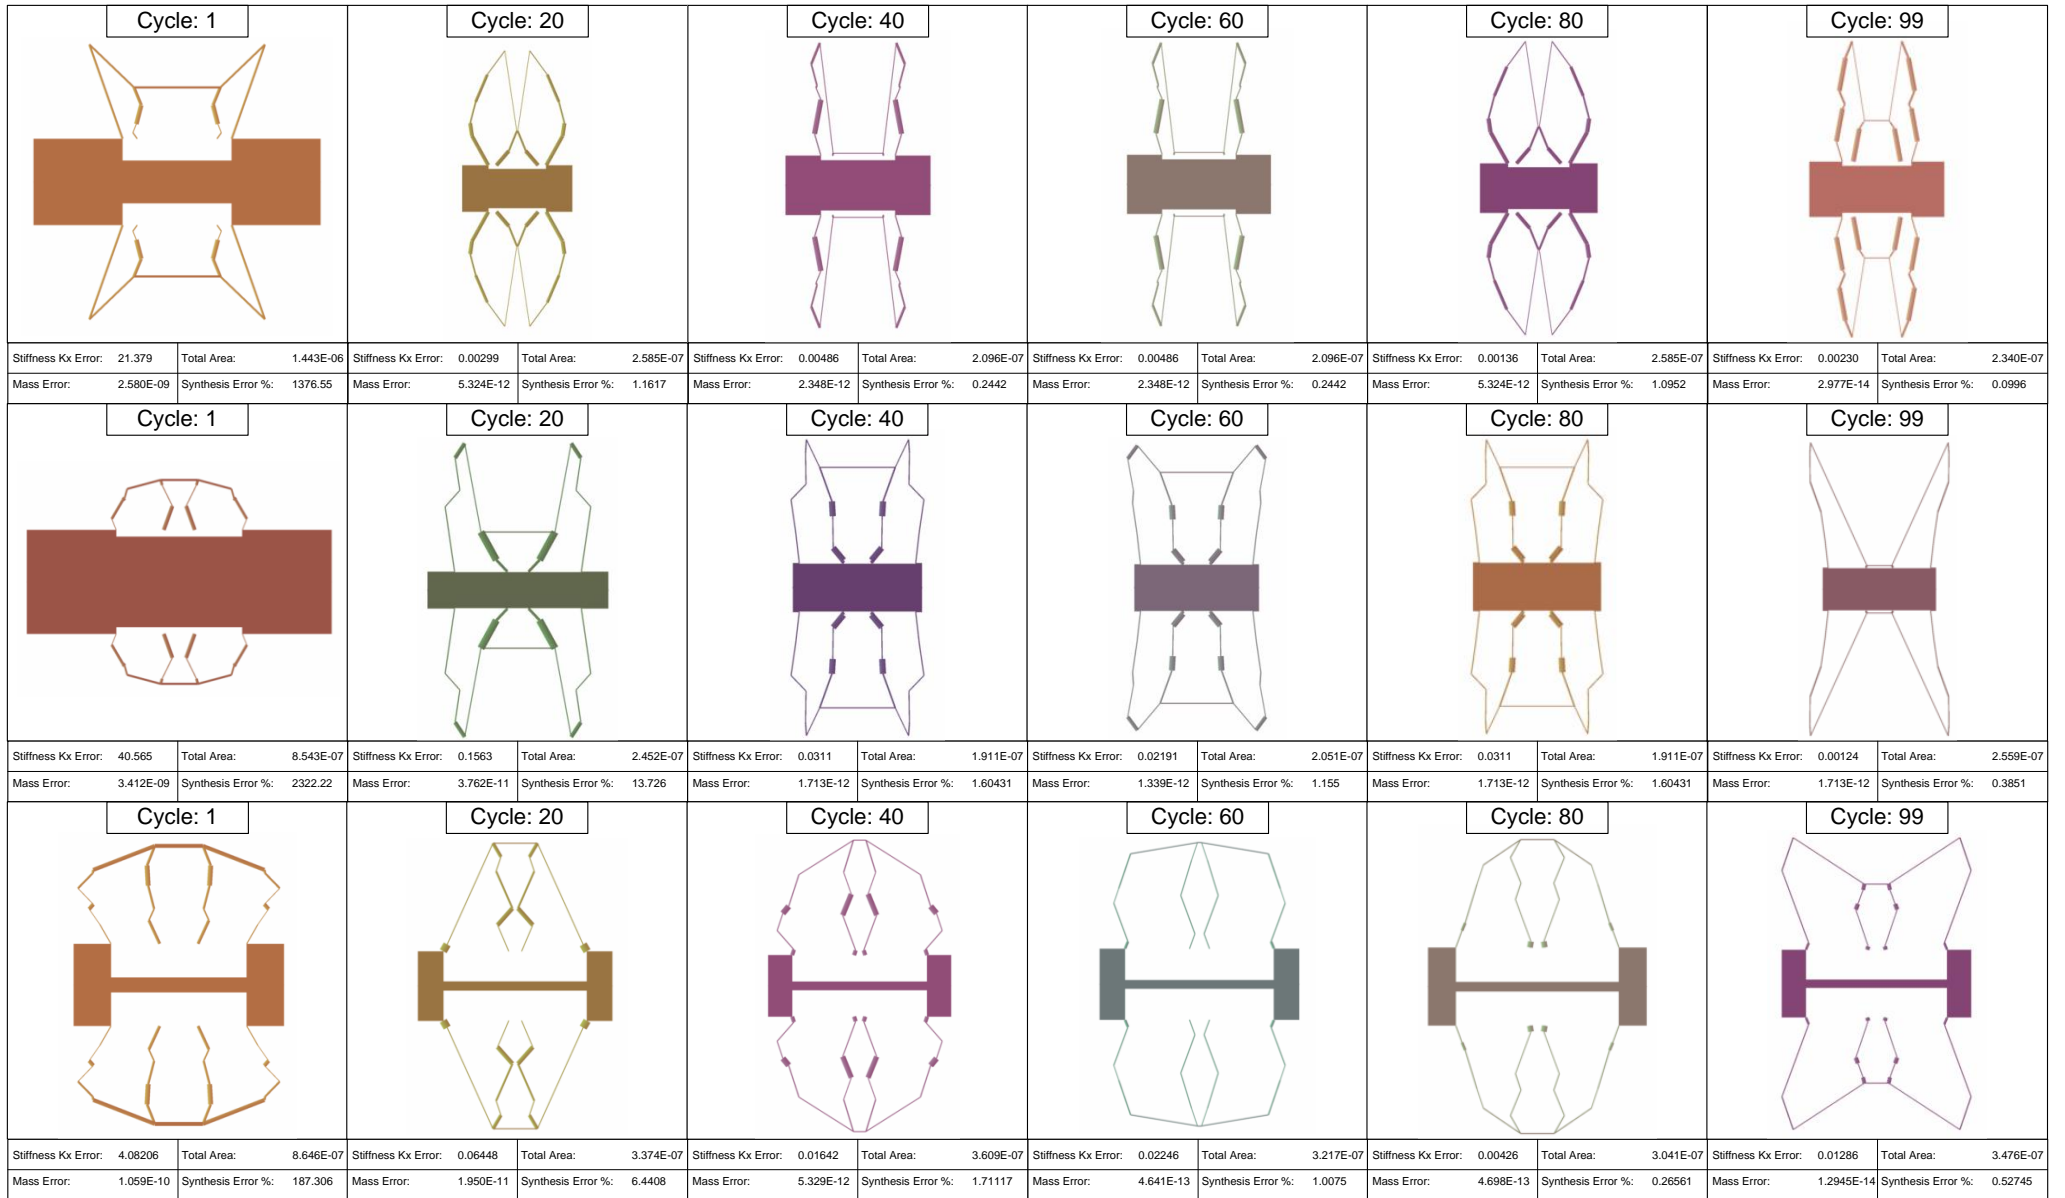 Cycle: 1 Cycle: 20 Cycle: 40 Cycle: 60 Cycle: 80 Cycle: 99
Stiffness Kx Error: 21.379 Total Area: 1.443E-06 Stiffness Kx Error: 0.00299 Total Area: 2.585E-07 Stiffness Kx Error: 0.00486 Total Area: 2.096E-07 Stiffness Kx Error: 0.00486 Total Area: 2.096E-07 Stiffness Kx Error: 0.00136 Total Area: 2.585E-07 Stiffness Kx Error: 0.00230 Total Area: 2.340E-07
Mass Error: 2.580E-09 Synthesis Error %: 1376.55 Mass Error: 5.324E-12 Synthesis Error %: 1.1617 Mass Error: 2.348E-12 Synthesis Error %: 0.2442 Mass Error: 2.348E-12 Synthesis Error %: 0.2442 Mass Error: 5.324E-12 Synthesis Error %: 1.0952 Mass Error: 2.977E-14 Synthesis Error %: 0.0996
Cycle: 1 Cycle: 20 Cycle: 40 Cycle: 60 Cycle: 80 Cycle: 99
Stiffness Kx Error: 40.565 Total Area: 8.543E-07 Stiffness Kx Error: 0.1563 Total Area: 2.452E-07 Stiffness Kx Error: 0.0311 Total Area: 1.911E-07 Stiffness Kx Error: 0.02191 Total Area: 2.051E-07 Stiffness Kx Error: 0.0311 Total Area: 1.911E-07 Stiffness Kx Error: 0.00124 Total Area: 2.559E-07
Mass Error: 3.412E-09 Synthesis Error %: 2322.22 Mass Error: 3.762E-11 Synthesis Error %: 13.726 Mass Error: 1.713E-12 Synthesis Error %: 1.60431 Mass Error: 1.339E-12 Synthesis Error %: 1.155 Mass Error: 1.713E-12 Synthesis Error %: 1.60431 Mass Error: 1.713E-12 Synthesis Error %: 0.3851
Cycle: 1 Cycle: 20 Cycle: 40 Cycle: 60 Cycle: 80 Cycle: 99
Stiffness Kx Error: 4.08206 Total Area: 8.646E-07 Stiffness Kx Error: 0.06448 Total Area: 3.374E-07 Stiffness Kx Error: 0.01642 Total Area: 3.609E-07 Stiffness Kx Error: 0.02246 Total Area: 3.217E-07 Stiffness Kx Error: 0.00426 Total Area: 3.041E-07 Stiffness Kx Error: 0.01286 Total Area: 3.476E-07
Mass Error: 1.059E-10 Synthesis Error %: 187.306 Mass Error: 1.950E-11 Synthesis Error %: 6.4408 Mass Error: 5.329E-12 Synthesis Error %: 1.71117 Mass Error: 4.641E-13 Synthesis Error %: 1.0075 Mass Error: 4.698E-13 Synthesis Error %: 0.26561 Mass Error: 1.2945E-14 Synthesis Error %: 0.52745